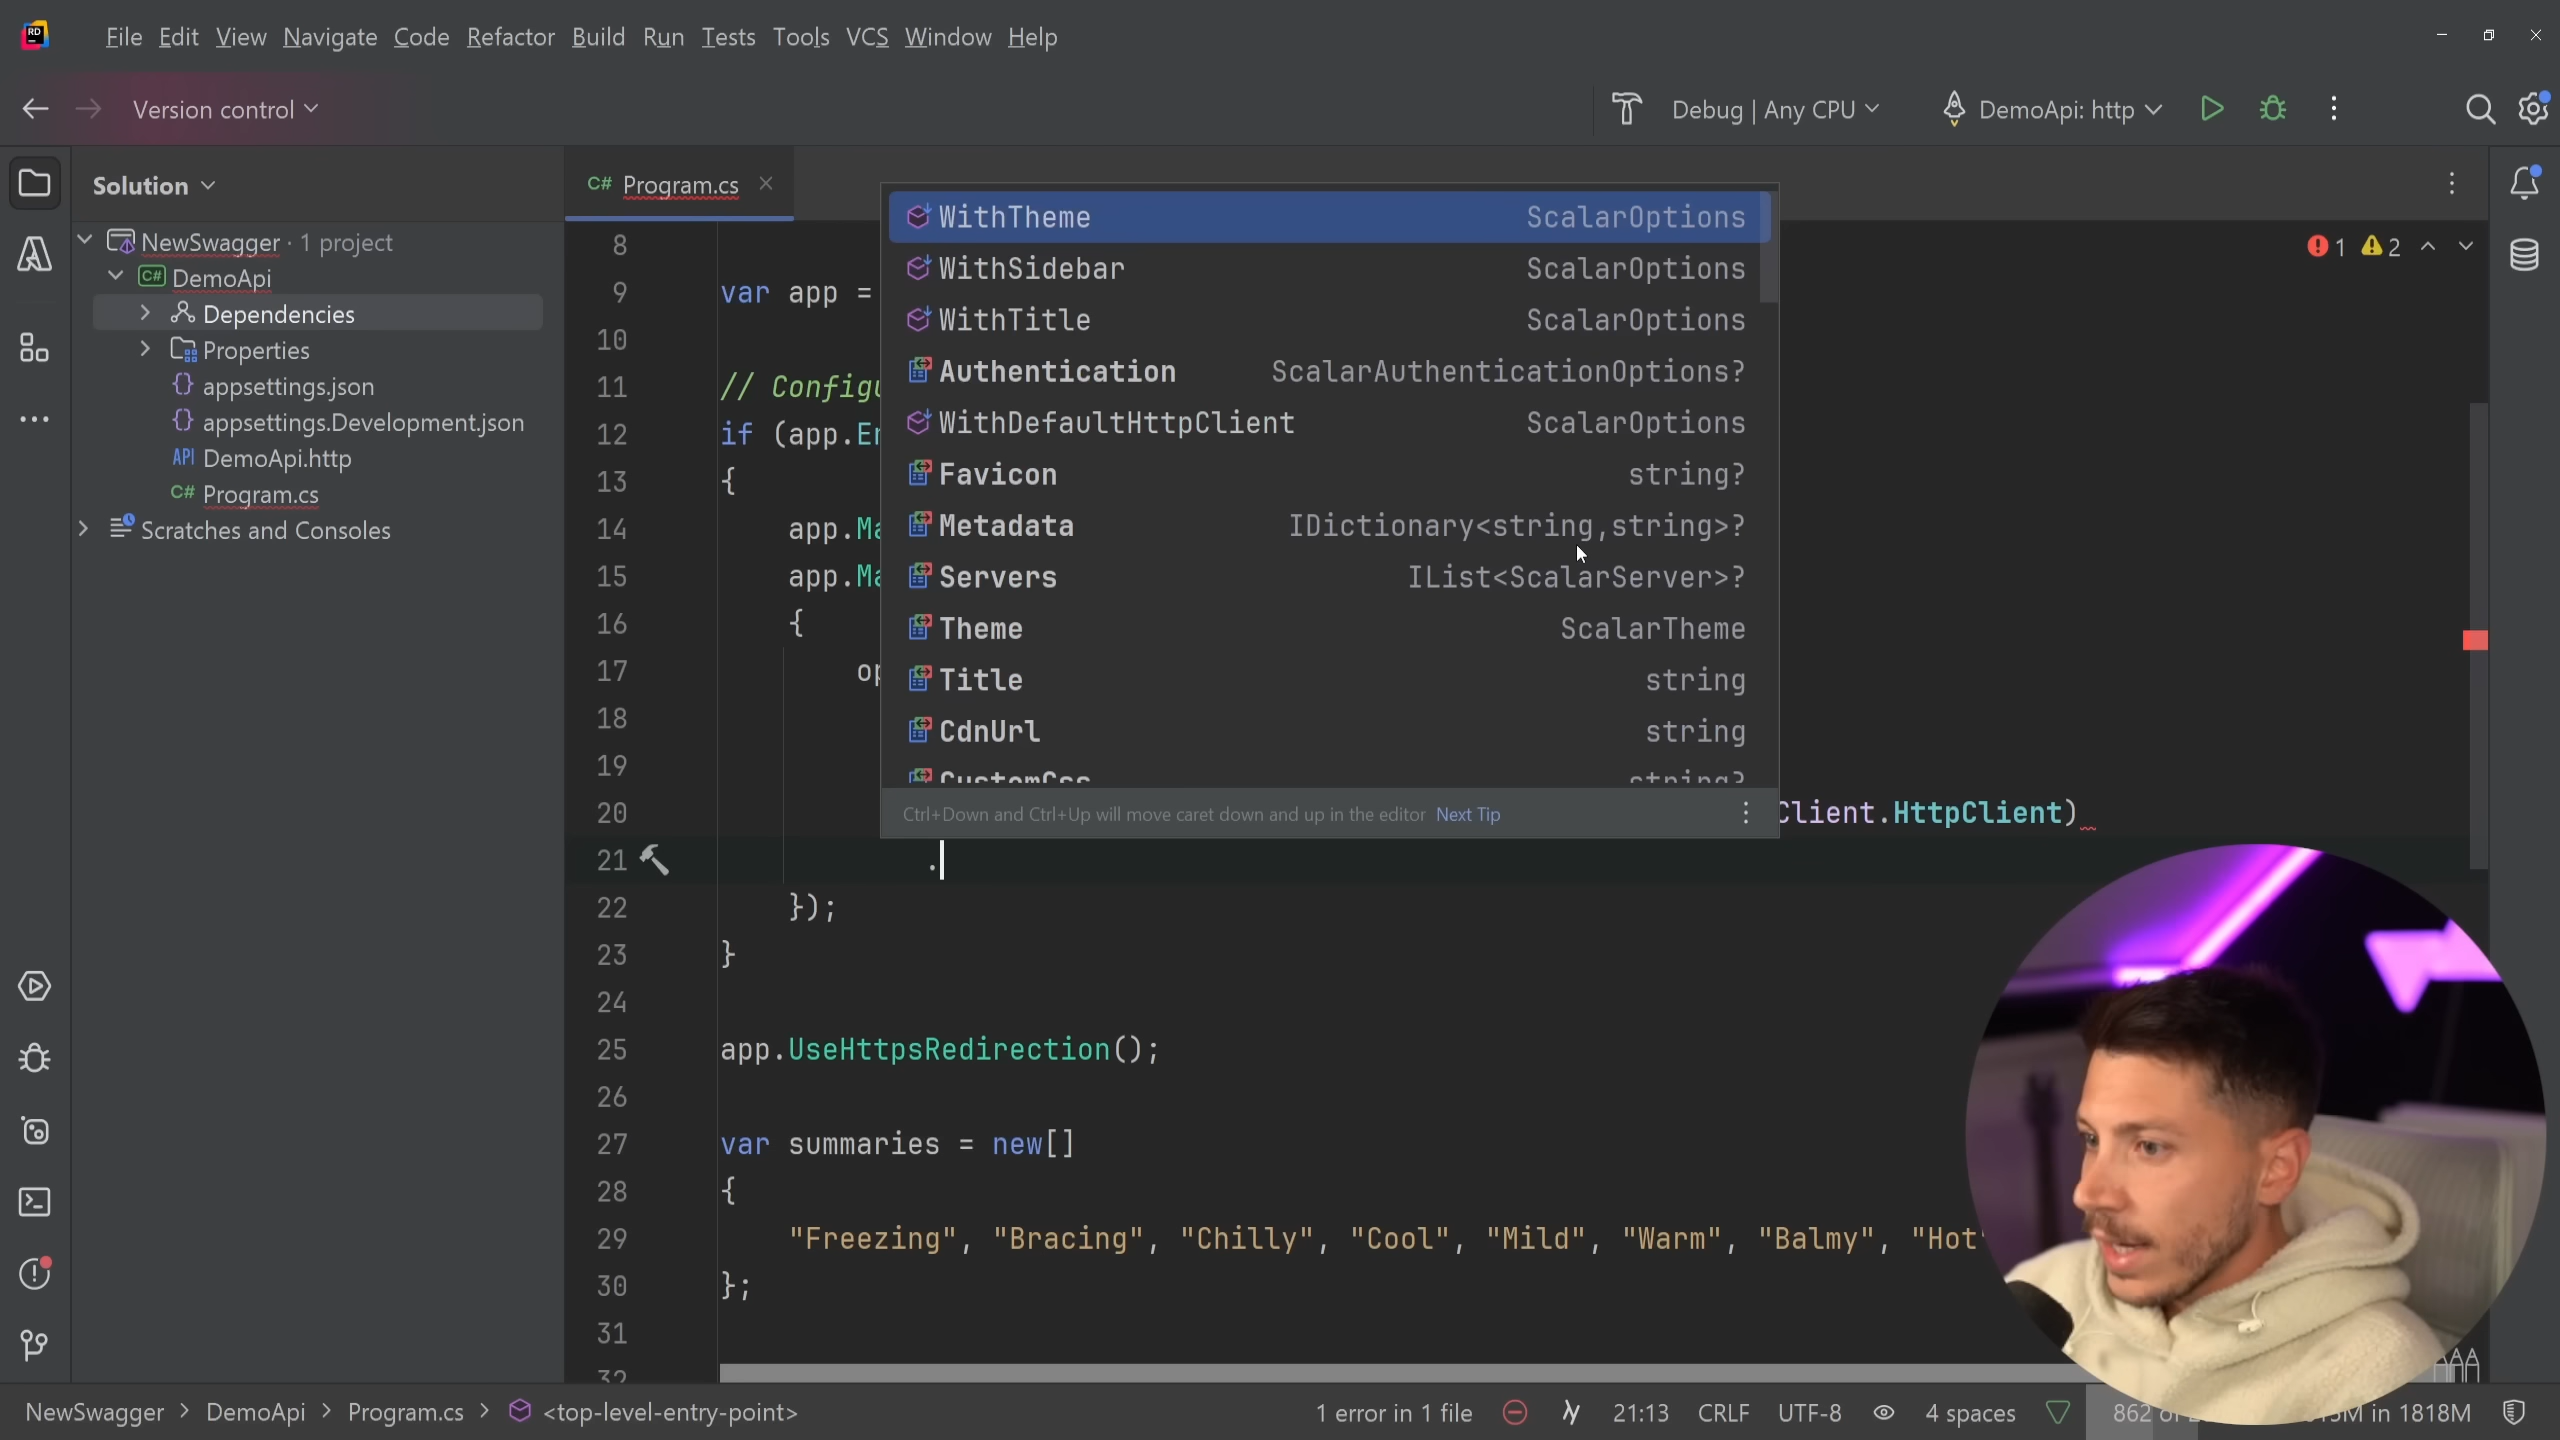 RD
File Edit View Navigate Code Refactor Build Run Tests Tools VCS Window Help
Version control
Debug | Any CPU
DemoApi: http
Solution
NewSwagger · 1 project
C# DemoApi
Dependencies
Properties
{} appsettings.json
{} appsettings.Development.json
API DemoApi.http
C# Program.cs
Scratches and Consoles
C# Program.cs
1 2
8
9 var app =
10
11 // Configu
12 if (app.En
13 {
14 app.Ma
15 app.Ma
16 {
17 op
18
19
20 Client.HttpClient)
21 .
22 });
23 }
24
25 app.UseHttpsRedirection();
26
27 var summaries = new[]
28 {
29 "Freezing", "Bracing", "Chilly", "Cool", "Mild", "Warm", "Balmy", "Hot"
30 };
31
32
WithTheme ScalarOptions
WithSidebar ScalarOptions
WithTitle ScalarOptions
Authentication ScalarAuthenticationOptions?
WithDefaultHttpClient ScalarOptions
Favicon string?
Metadata IDictionary<string,string>?
Servers IList<ScalarServer>?
Theme ScalarTheme
Title string
CdnUrl string
CustomCss string?
Ctrl+Down and Ctrl+Up will move caret down and up in the editor Next Tip
NewSwagger > DemoApi > Program.cs > <top-level-entry-point>
1 error in 1 file
21:13 CRLF UTF-8
4 spaces
862 of
in 1818M